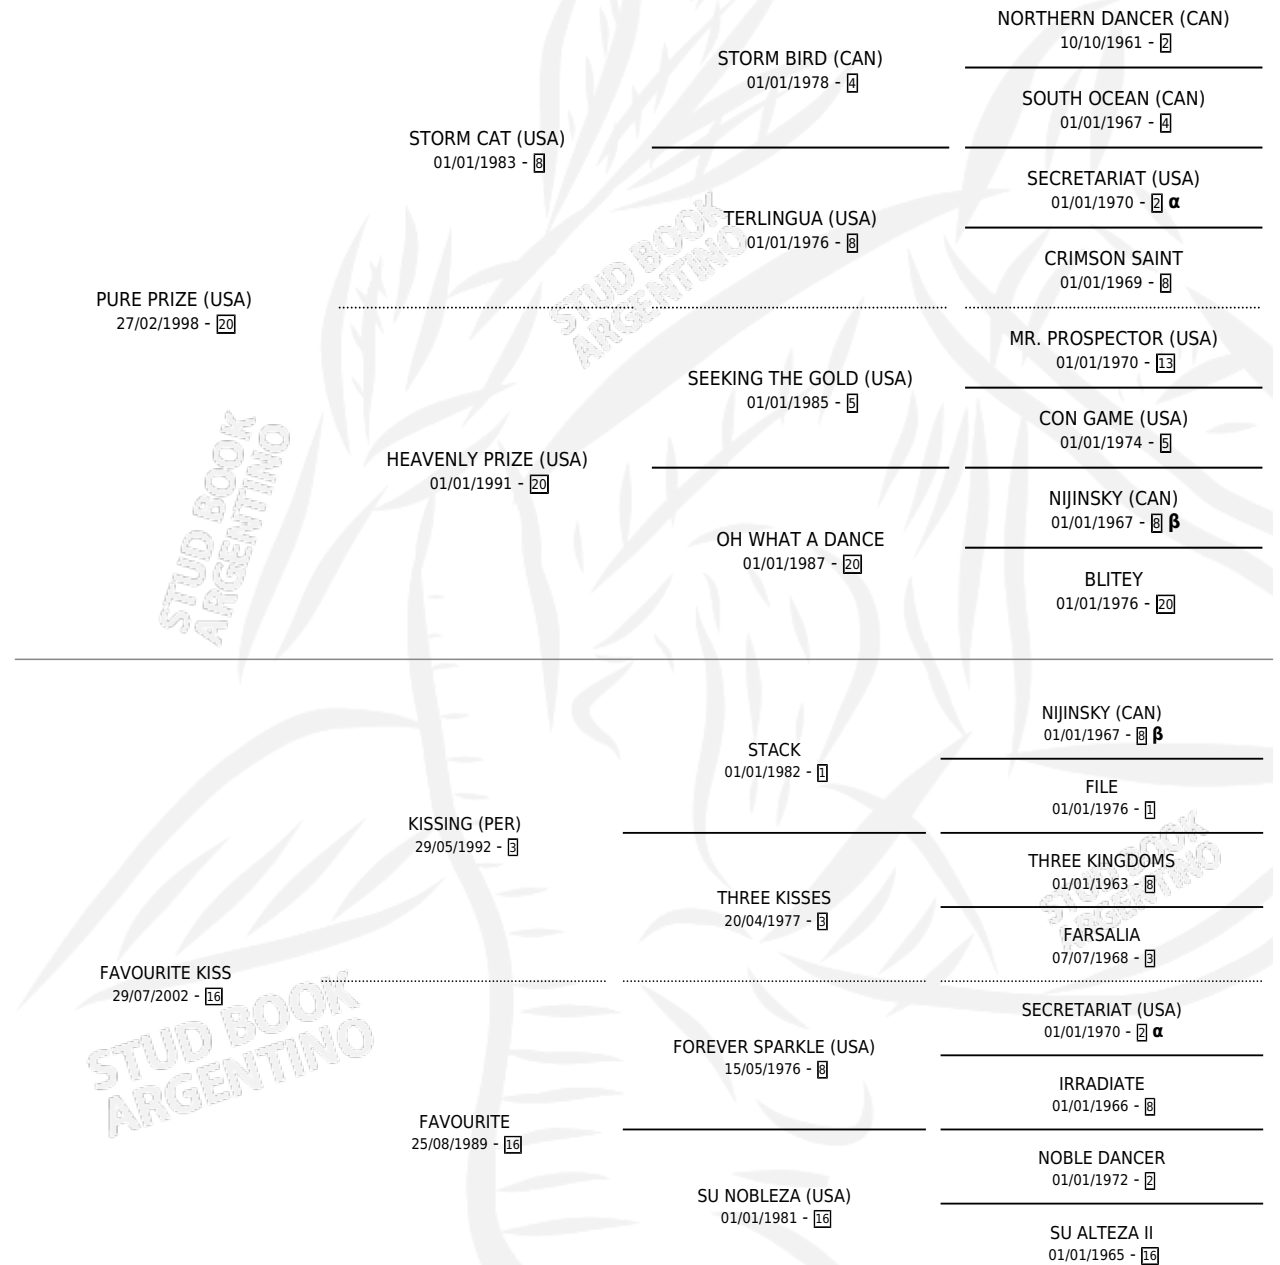 NORTHERN DANCER (CAN)
10/10/1961 - 2
STORM BIRD (CAN)
01/01/1978 - 4
SOUTH OCEAN (CAN)
01/01/1967 - 4
STORM CAT (USA)
01/01/1983 - 8
SECRETARIAT (USA)
01/01/1970 - 2 α
TERLINGUA (USA)
01/01/1976 - 8
CRIMSON SAINT
01/01/1969 - 8
PURE PRIZE (USA)
27/02/1998 - 20
MR. PROSPECTOR (USA)
01/01/1970 - 13
SEEKING THE GOLD (USA)
01/01/1985 - 5
CON GAME (USA)
01/01/1974 - 5
HEAVENLY PRIZE (USA)
01/01/1991 - 20
NIJINSKY (CAN)
01/01/1967 - 8 β
OH WHAT A DANCE
01/01/1987 - 20
BLITEY
01/01/1976 - 20
NIJINSKY (CAN)
01/01/1967 - 8 β
STACK
01/01/1982 - 1
FILE
01/01/1976 - 1
KISSING (PER)
29/05/1992 - 3
THREE KINGDOMS
01/01/1963 - 8
THREE KISSES
20/04/1977 - 3
FARSALIA
07/07/1968 - 3
FAVOURITE KISS
29/07/2002 - 16
SECRETARIAT (USA)
01/01/1970 - 2 α
FOREVER SPARKLE (USA)
15/05/1976 - 8
IRRADIATE
01/01/1966 - 8
FAVOURITE
25/08/1989 - 16
NOBLE DANCER
01/01/1972 - 2
SU NOBLEZA (USA)
01/01/1981 - 16
SU ALTEZA II
01/01/1965 - 16
STUD BOOK
ARGENTINO
STUD BOOK
ARGENTINO
STUD BOOK
ARGENTINO
STUD BOOK
ARGENTINO